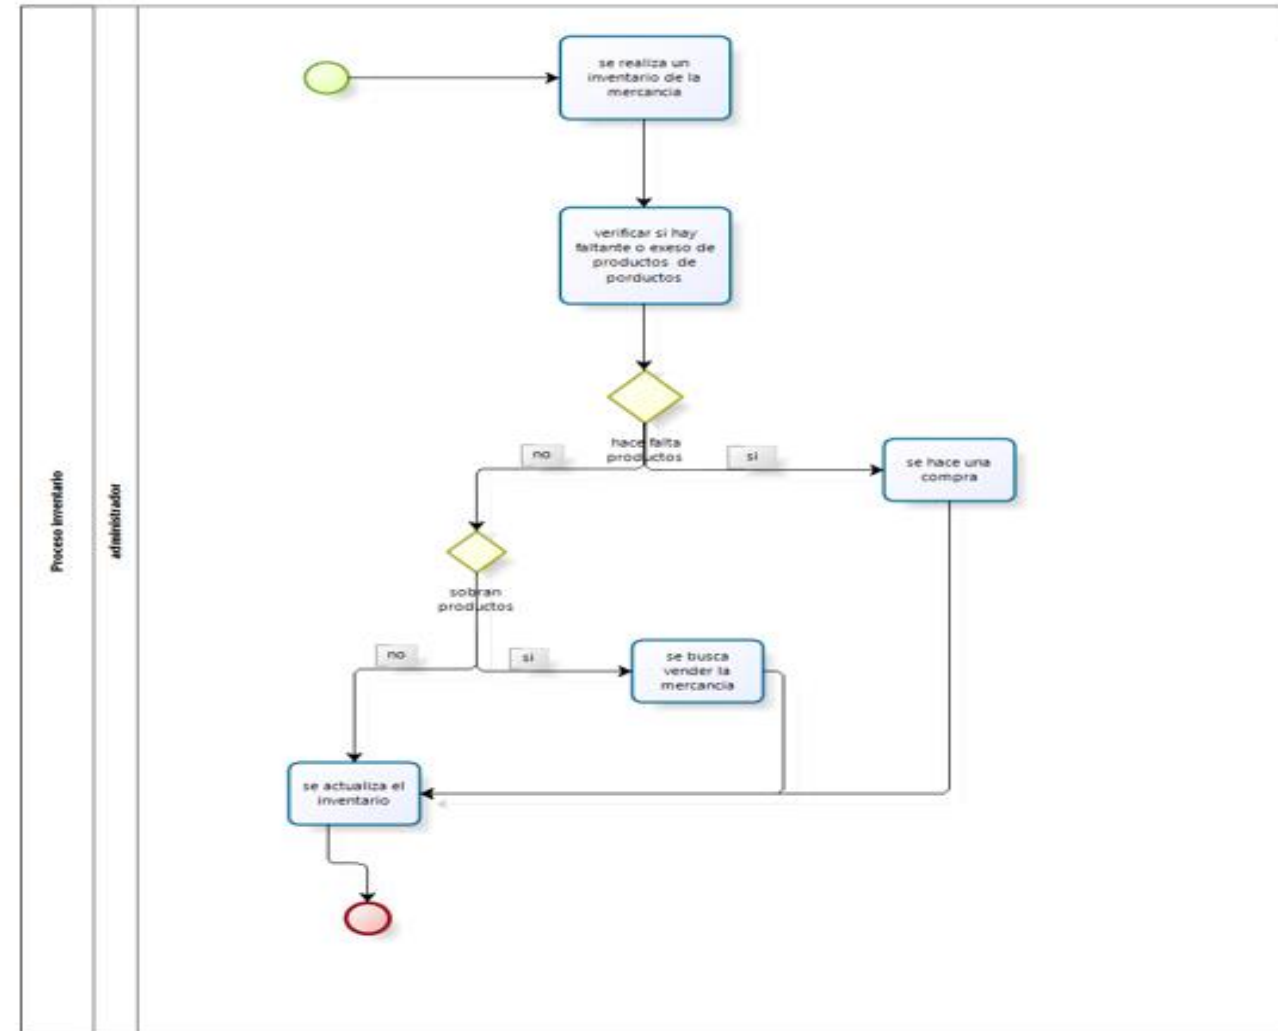 Proceso inventario
administrador
se realiza un
inventario de la
mercancia
verificar si hay
faltante o exeso de
productos de
porductos
hace falta
productos
no
si
se hace una
compra
sobran
productos
no
si
se busca
vender la
mercancia
se actualiza el
inventario